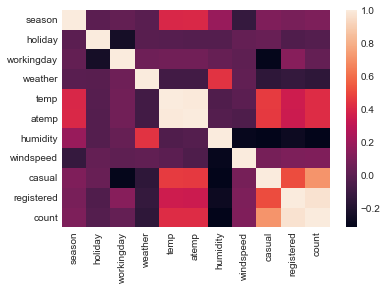 season
holiday
workingday
weather
temp
atemp
humidity
windspeed
casual
registered
count
season
holiday
workingday
weather
temp
atemp
humidity
windspeed
casual
registered
count
1.0
0.8
0.6
0.4
0.2
0.0
−0.2